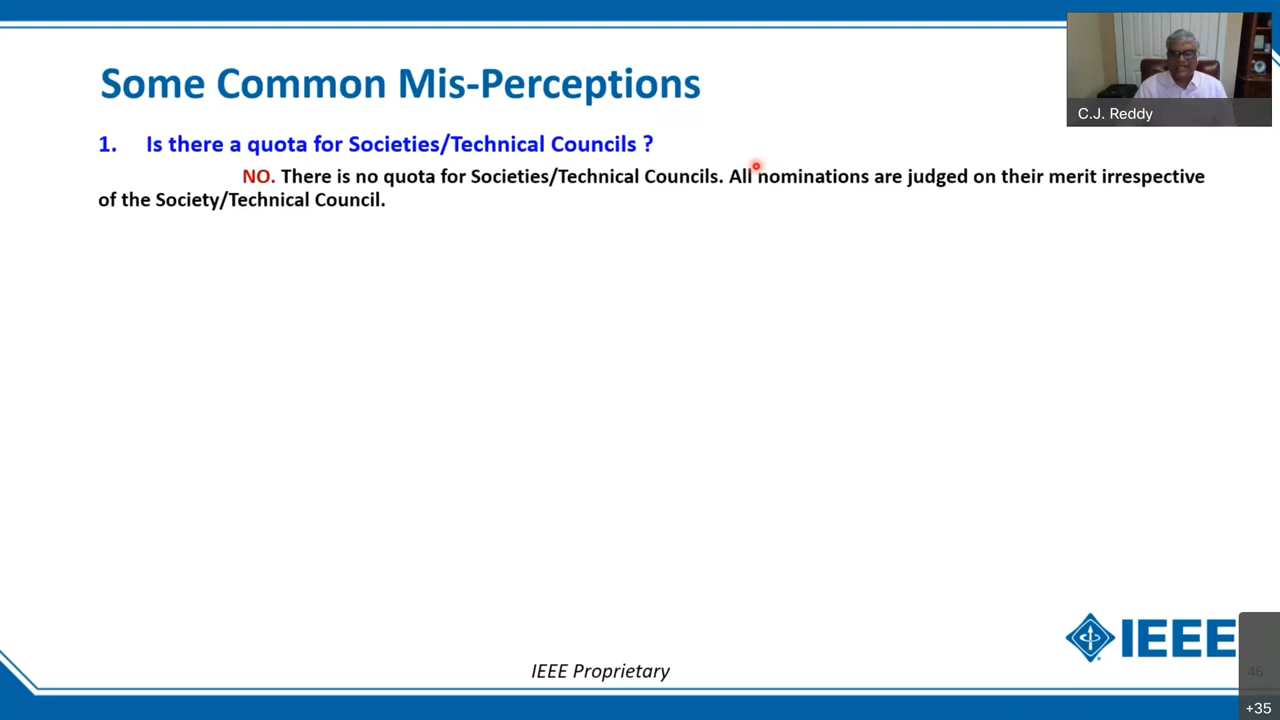 Some Common Mis-Perceptions
C.J. Reddy
1. Is there a quota for Societies/Technical Councils ?
NO. There is no quota for Societies/Technical Councils. All nominations are judged on their merit irrespective
of the Society/Technical Council.
IEEE
IEEE Proprietary
46
+35